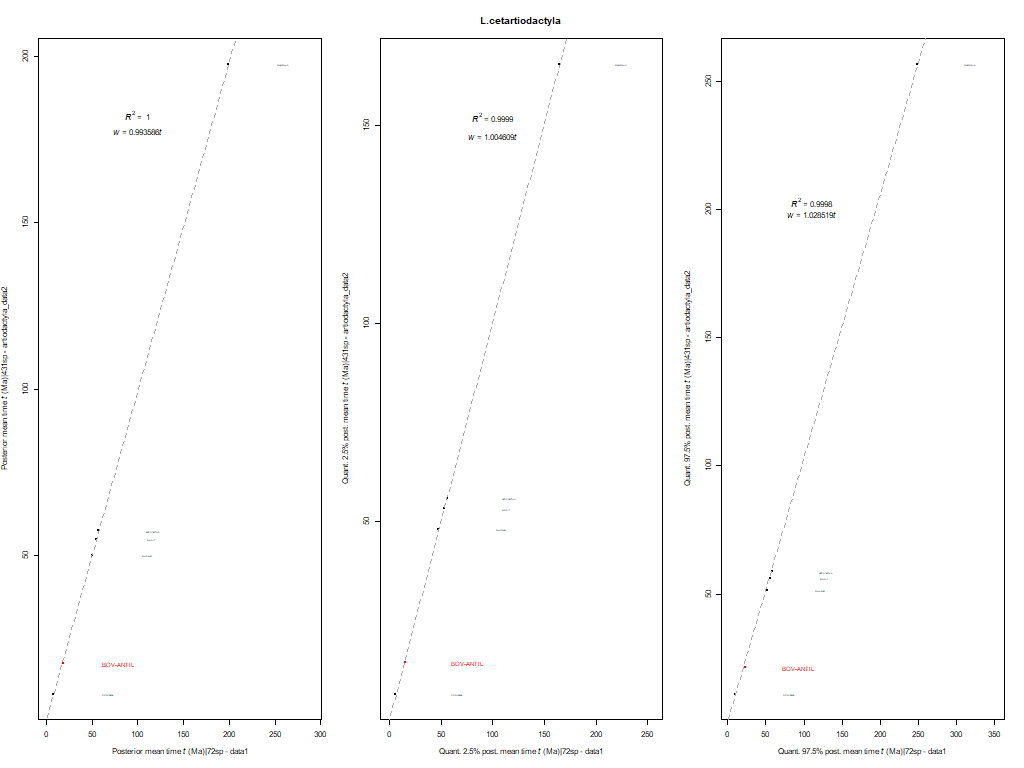 L.cetartiodactyla
Posterior mean time t (Ma)|431sp - artiodactyla_data2
200
150
100
50
R² = 1
w = 0.993586t
BOV-ANTIL
0 50 100 150 200 250 300
Posterior mean time t (Ma)|72sp - data1
Quant. 2.5% post. mean time t (Ma)|431sp - artiodactyla_data2
150
100
50
R² = 0.9999
w = 1.004609t
BOV-ANTIL
0 50 100 150 200 250
Quant. 2.5% post. mean time t (Ma)|72sp - data1
Quant. 97.5% post. mean time t (Ma)|431sp - artiodactyla_data2
250
200
150
100
50
R² = 0.9998
w = 1.028519t
BOV-ANTIL
0 50 100 150 200 250 300 350
Quant. 97.5% post. mean time t (Ma)|72sp - data1